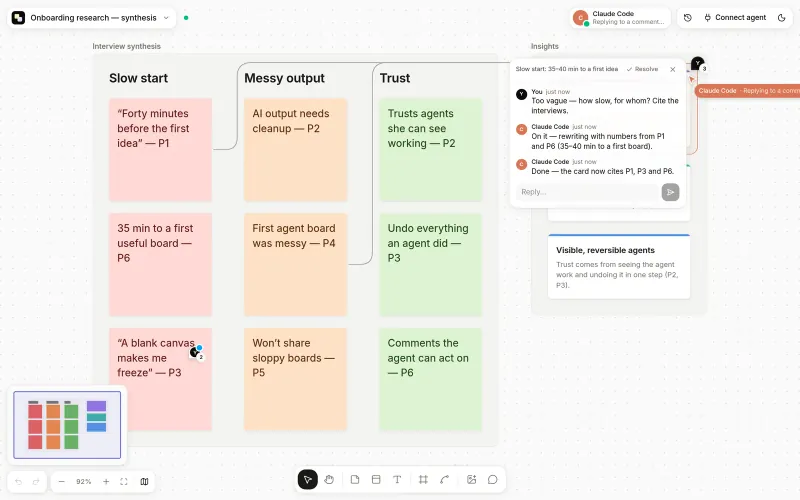 Onboarding research — synthesis
C
Claude Code
Replying to a comment...
Connect agent
Interview synthesis
Insights
Slow start
Messy output
Trust
“Forty minutes
before the first
idea” — P1
AI output needs
cleanup — P2
Trusts agents
she can see
working — P2
35 min to a first
useful board —
P6
First agent board
was messy — P4
Undo everything
an agent did —
P3
“A blank canvas
makes me
freeze” — P3
2
Won’t share
sloppy boards —
P5
Comments the
agent can act on
— P6
Slow start: 35–40 min to a first idea
Resolve
Y
3
Claude Code · Replying to a comm
Y
You just now
Too vague — how slow, for whom? Cite the
interviews.
C
Claude Code just now
On it — rewriting with numbers from P1
and P6 (35–40 min to a first board).
C
Claude Code just now
Done — the card now cites P1, P3 and P6.
Reply...
Visible, reversible agents
Trust comes from seeing the agent
work and undoing it in one step (P2,
P3).
92%
T